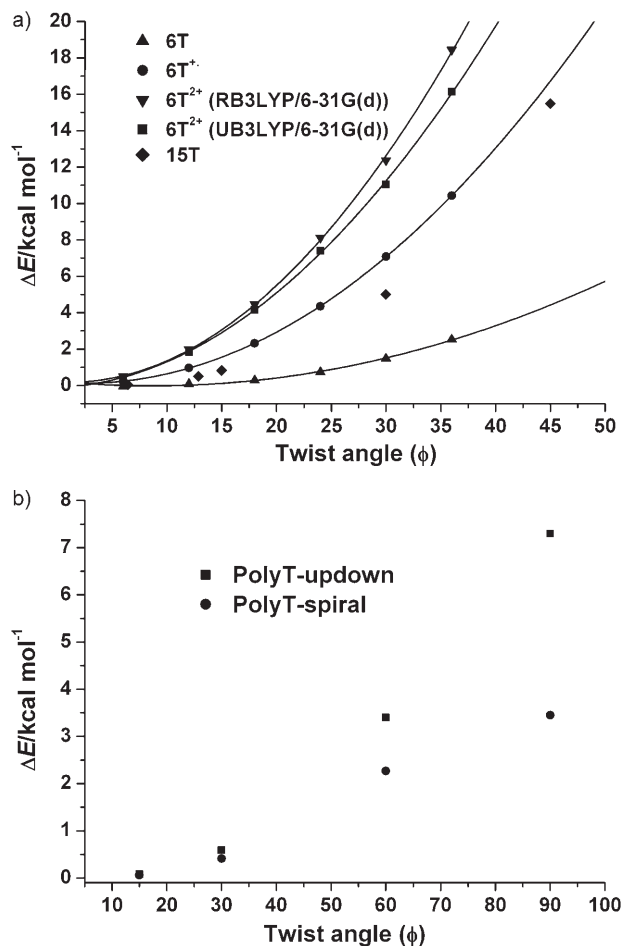 a)
20
18
16
14
12
10
8
6
4
2
0
ΔE/kcal mol⁻¹
6T
6T⁺·
6T²⁺ (RB3LYP/6-31G(d))
6T²⁺ (UB3LYP/6-31G(d))
15T
5 10 15 20 25 30 35 40 45 50
Twist angle (ϕ)
b)
8
7
6
5
4
3
2
1
0
ΔE/kcal mol⁻¹
PolyT-updown
PolyT-spiral
10 20 30 40 50 60 70 80 90 100
Twist angle (ϕ)